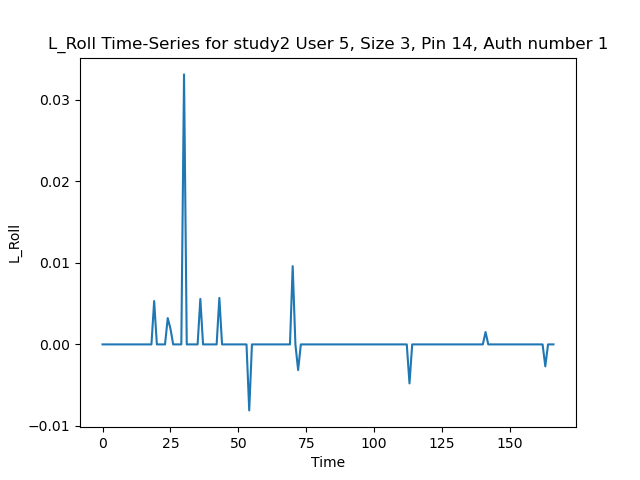 L_Roll Time-Series for study2 User 5, Size 3, Pin 14, Auth number 1
0.03
0.02
0.01
0.00
−0.01
L_Roll
0 25 50 75 100 125 150
Time